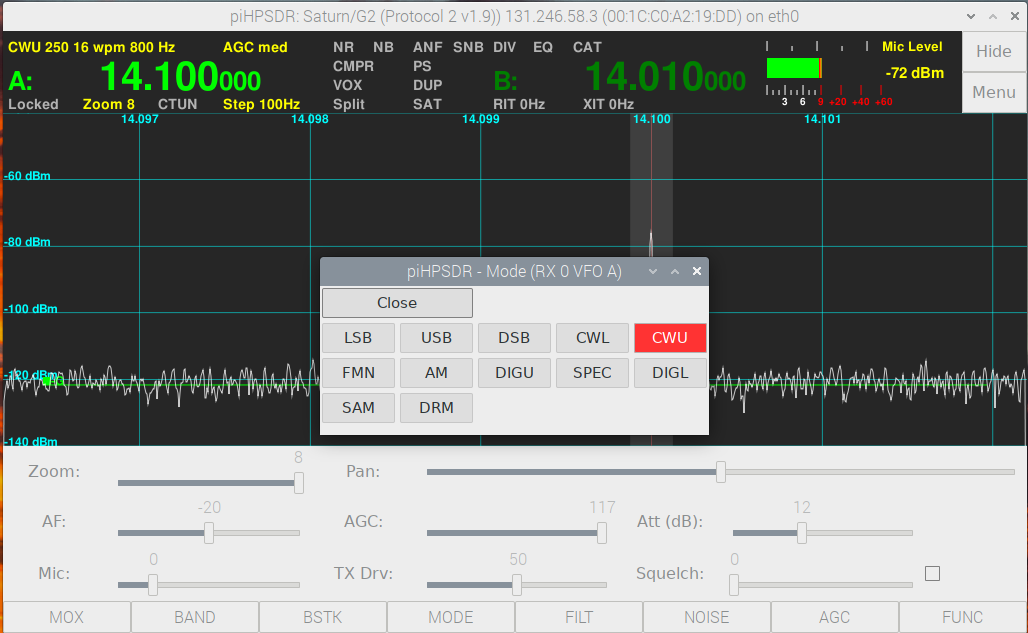 piHPSDR: Saturn/G2 (Protocol 2 v1.9)) 131.246.58.3 (00:1C:C0:A2:19:DD) on eth0
CWU 250 16 wpm 800 Hz AGC med NR NB ANF SNB DIV EQ CAT Mic Level Hide
CMPR PS
A: 14.100000 VOX DUP B: 14.010000 -72 dBm
Locked Zoom 8 CTUN Step 100Hz Split SAT RIT 0Hz XIT 0Hz 3 6 9 +20 +40 +60 Menu
14.097 14.098 14.099 14.100 14.101
-60 dBm
-80 dBm
piHPSDR - Mode (RX 0 VFO A)
Close
-100 dBm
LSB USB DSB CWL CWU
FMN AM DIGU SPEC DIGL
-120 dBm
SAM DRM
-140 dBm
Zoom: 8 Pan:
AF: -20 AGC: 117 Att (dB): 12
Mic: 0 TX Drv: 50 Squelch: 0
MOX BAND BSTK MODE FILT NOISE AGC FUNC